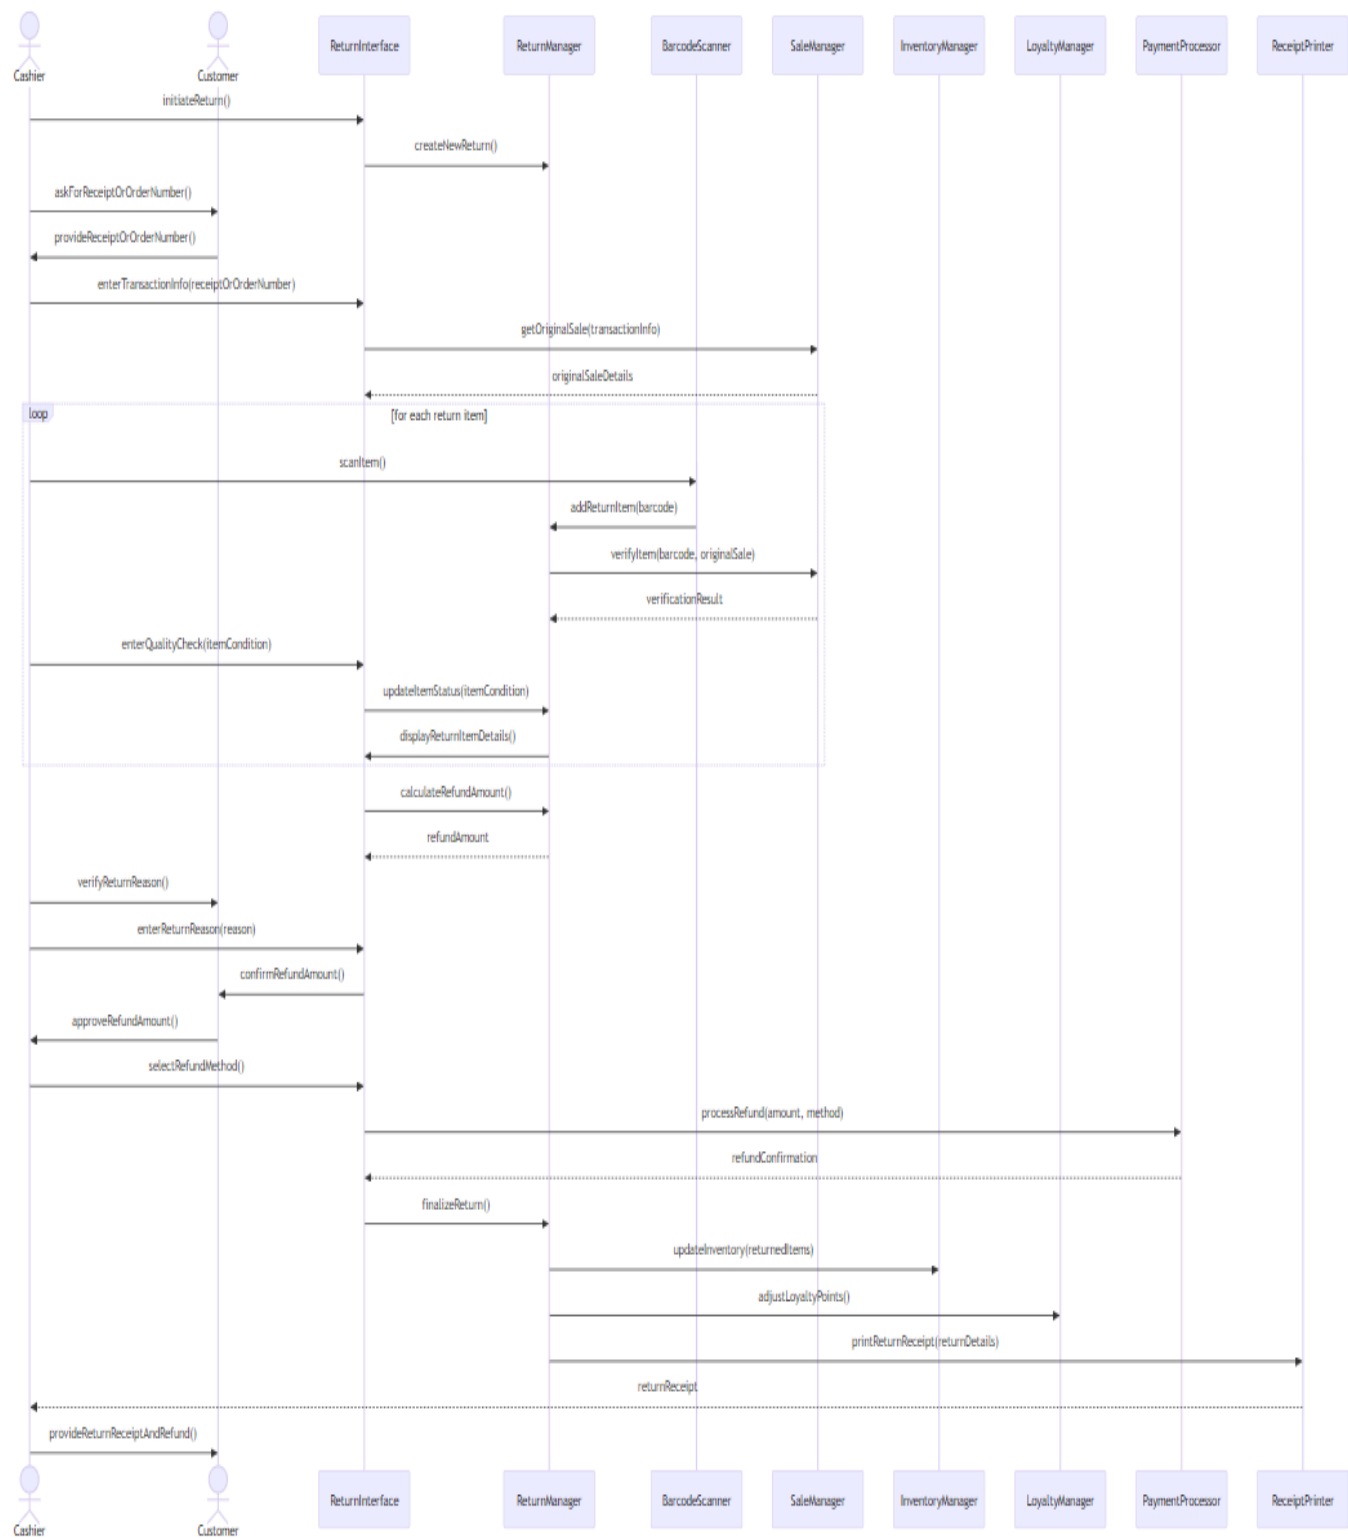 Cashier
Customer
ReturnInterface
ReturnManager
BarcodeScanner
SaleManager
InventoryManager
LoyaltyManager
PaymentProcessor
ReceiptPrinter
initiateReturn()
createNewReturn()
askForReceiptOrOrderNumber()
provideReceiptOrOrderNumber()
enterTransactionInfo(receiptOrOrderNumber)
getOriginalSale(transactionInfo)
originalSaleDetails
loop
[for each return item]
scanItem()
addReturnItem(barcode)
verifyItem(barcode, originalSale)
verificationResult
enterQualityCheck(itemCondition)
updateItemStatus(itemCondition)
displayReturnItemDetails()
calculateRefundAmount()
refundAmount
verifyReturnReason()
enterReturnReason(reason)
confirmRefundAmount()
approveRefundAmount()
selectRefundMethod()
processRefund(amount, method)
refundConfirmation
finalizeReturn()
updateInventory(returnedItems)
adjustLoyaltyPoints()
printReturnReceipt(returnDetails)
returnReceipt
provideReturnReceiptAndRefund()
Cashier
Customer
ReturnInterface
ReturnManager
BarcodeScanner
SaleManager
InventoryManager
LoyaltyManager
PaymentProcessor
ReceiptPrinter